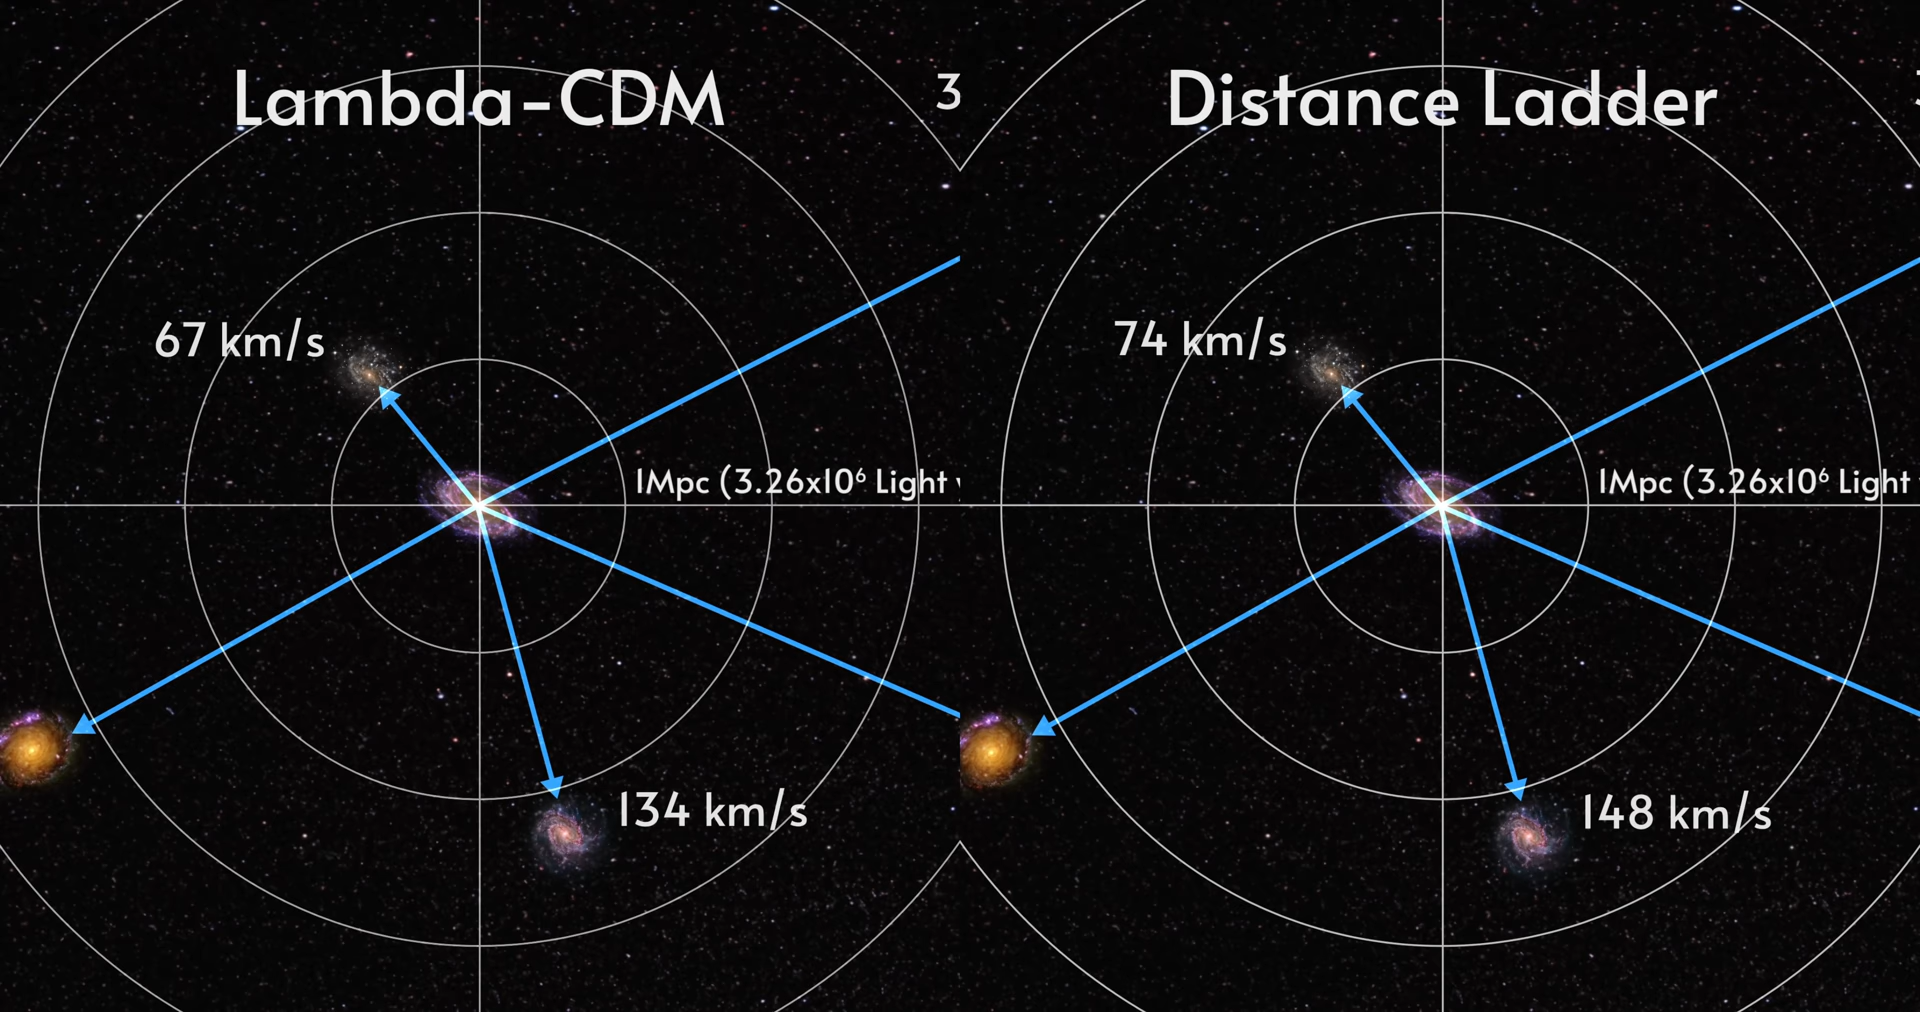 Lambda-CDM
3
67 km/s
1Mpc (3.26x10⁶ Light
134 km/s
Distance Ladder
74 km/s
1Mpc (3.26x10⁶ Light
148 km/s